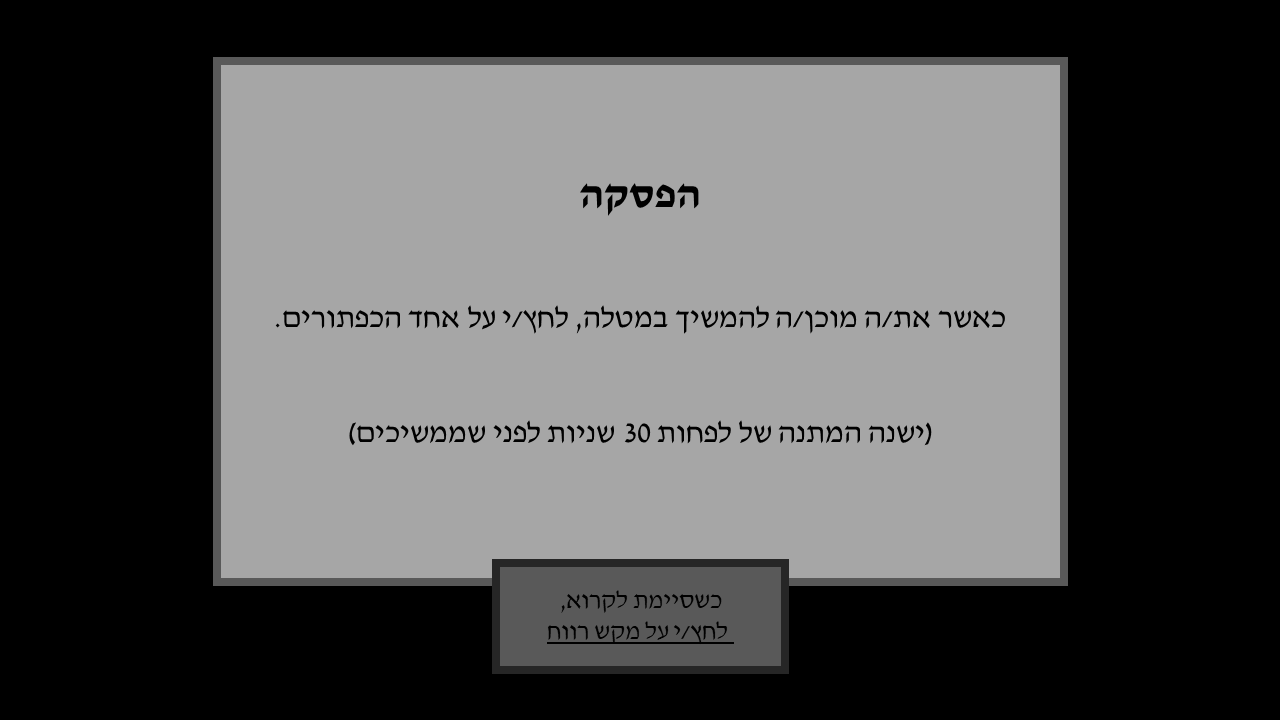 הפסקה
כאשר את/ה מוכן/ה להמשיך במטלה, לחץ/י על אחד הכפתורים.
(ישנה המתנה של לפחות 30 שניות לפני שממשיכים)
כשסיימת לקרוא,
לחץ/י על מקש רווח